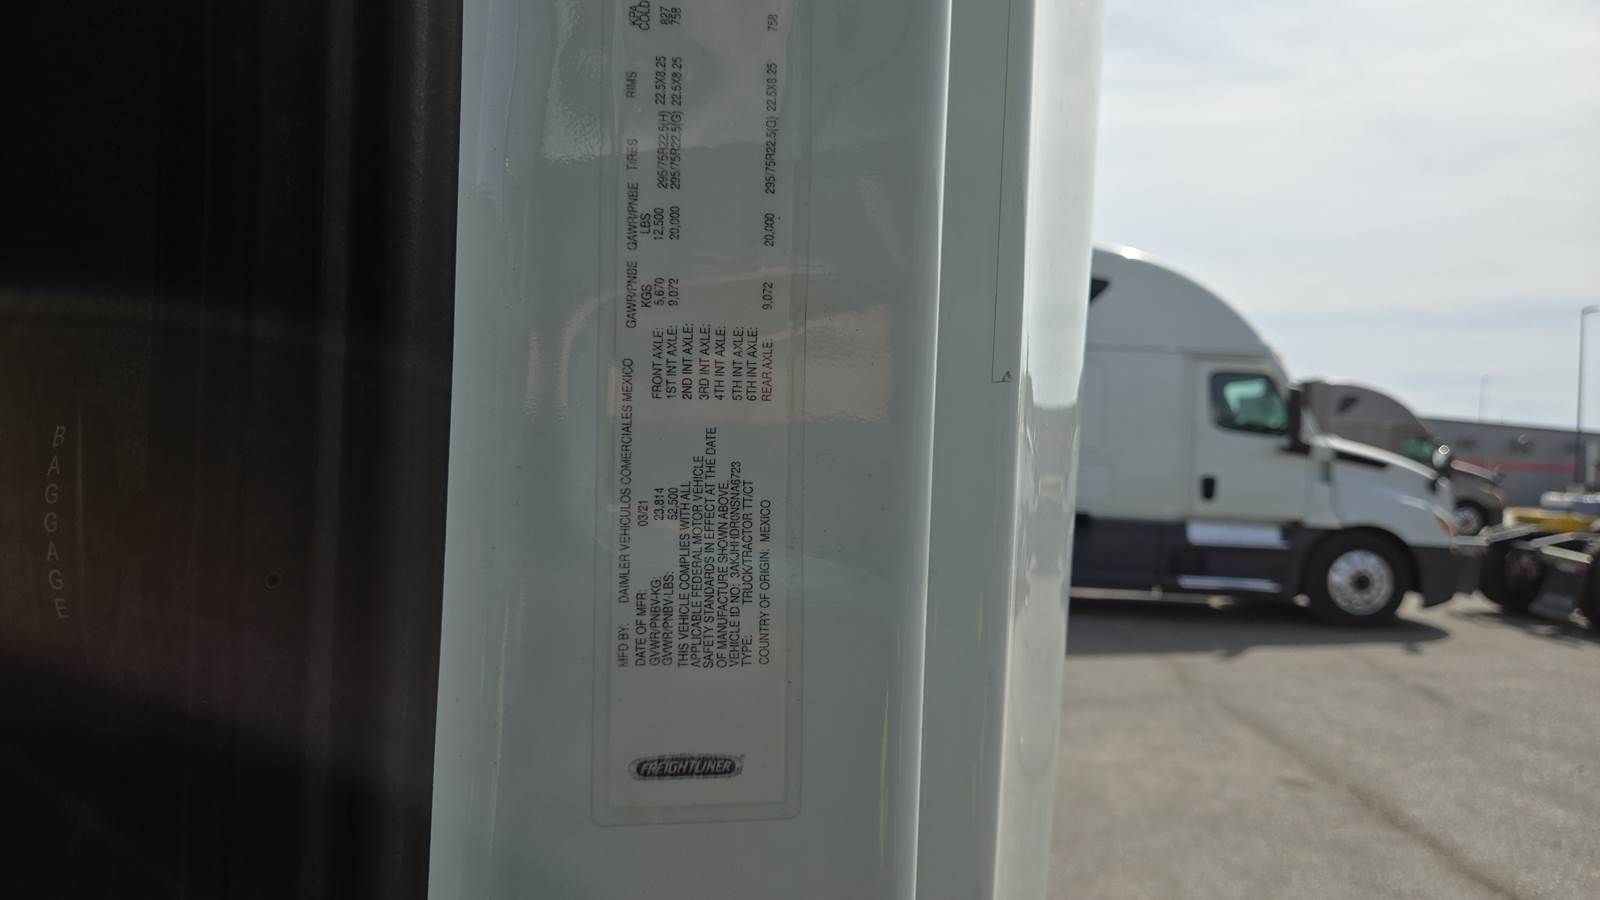 BAGGAGE
FREIGHTLINER
MFD BY: DAIMLER VEHICULOS COMERCIALES MEXICO
DATE OF MFR: 03/21
GVWR/PNBV-KG: 23,814
GVWR/PNBV-LBS: 52,500
THIS VEHICLE COMPLIES WITH ALL
APPLICABLE FEDERAL MOTOR VEHICLE
SAFETY STANDARDS IN EFFECT AT THE DATE
OF MANUFACTURE SHOWN ABOVE.
VEHICLE ID NO: 3AKJHHDR0NSNA6723
TYPE: TRUCK/TRACTOR TT/CT
COUNTRY OF ORIGIN: MEXICO
GAWR/PNBE GAWR/PNBE TIRES RIMS KPA
KGS LBS COLD
FRONT AXLE: 5,670 12,500 295/75R22.5(H) 22.5X8.25 827
1ST INT AXLE: 9,072 20,000 295/75R22.5(G) 22.5X8.25 758
2ND INT AXLE:
3RD INT AXLE:
4TH INT AXLE:
5TH INT AXLE:
6TH INT AXLE:
REAR AXLE: 9,072 20,000 295/75R22.5(G) 22.5X8.25 758